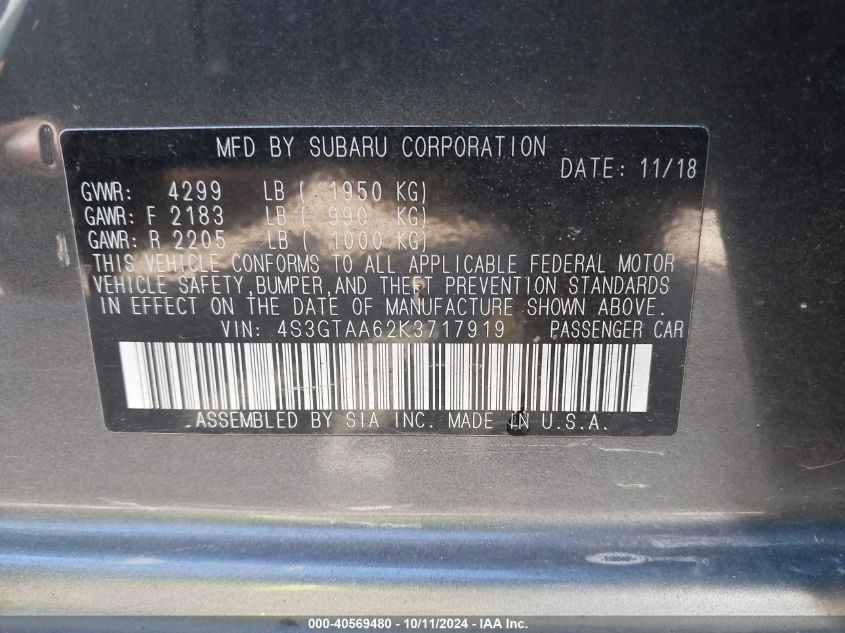 MFD BY SUBARU CORPORATION
DATE: 11/18
GVWR: 4299 LB ( 1950 KG)
GAWR: F 2183 LB ( 990 KG)
GAWR: R 2205 LB ( 1000 KG)
THIS VEHICLE CONFORMS TO ALL APPLICABLE FEDERAL MOTOR
VEHICLE SAFETY, BUMPER, AND THEFT PREVENTION STANDARDS
IN EFFECT ON THE DATE OF MANUFACTURE SHOWN ABOVE.
VIN: 4S3GTAA62K3717919 PASSENGER CAR
ASSEMBLED BY SIA INC. MADE IN U.S.A.
000-40569480 - 10/11/2024 - IAA Inc.